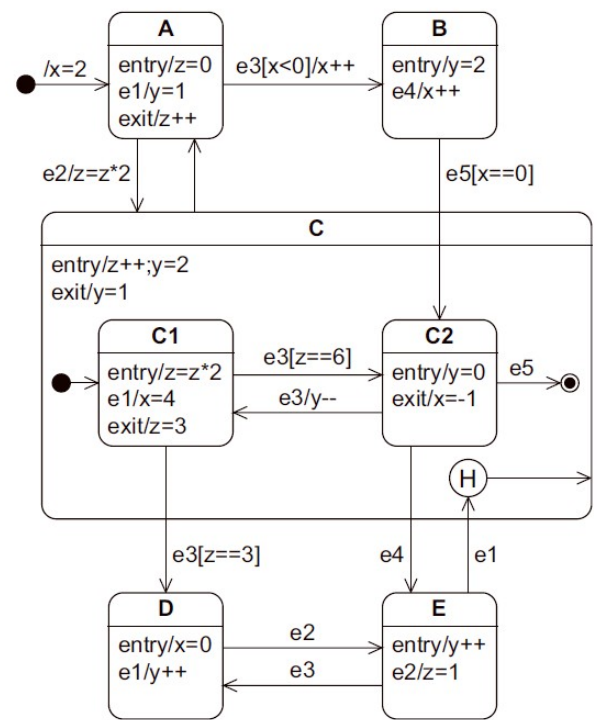 A
entry/z=0
e1/y=1
exit/z++
/x=2
e3[x<0]/x++
B
entry/y=2
e4/x++
e2/z=z*2
e5[x==0]
C
entry/z++;y=2
exit/y=1
C1
entry/z=z*2
e1/x=4
exit/z=3
e3[z==6]
e3/y--
C2
entry/y=0
exit/x=-1
e5
H
e3[z==3]
e4
e1
D
entry/x=0
e1/y++
e2
e3
E
entry/y++
e2/z=1